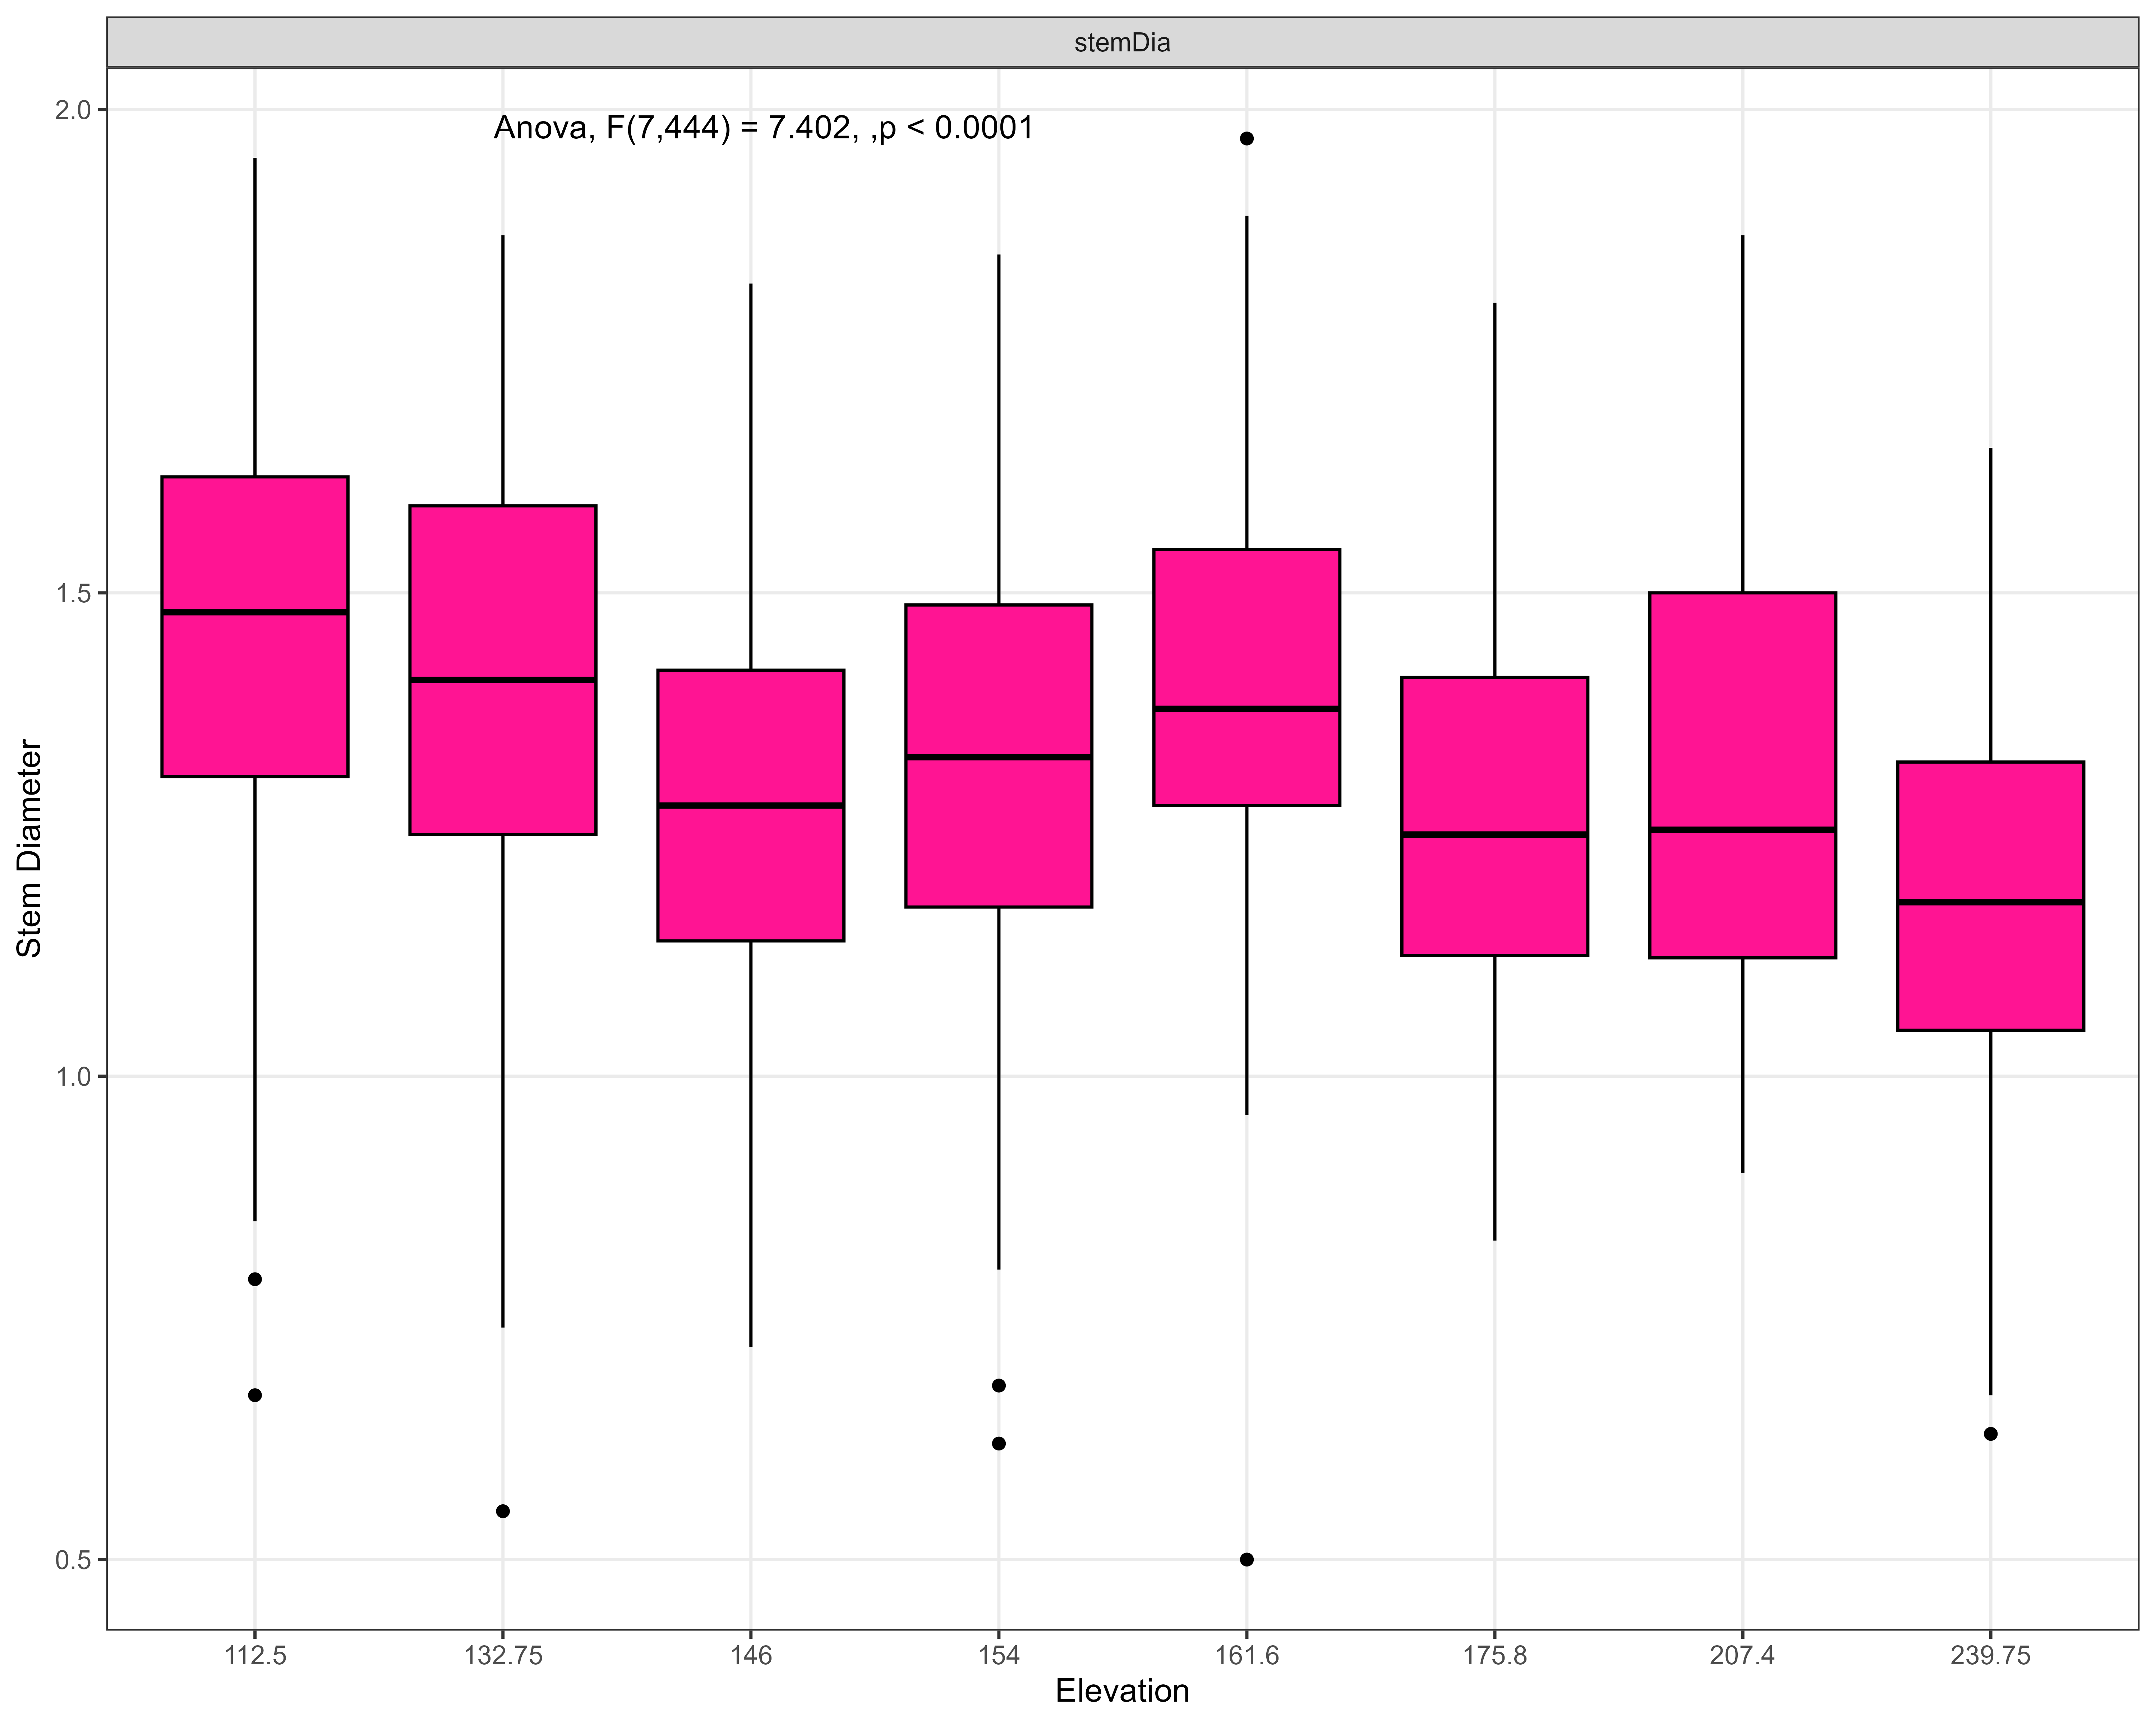 stemDia
Anova, F(7,444) = 7.402, ,p < 0.0001
2.0
1.5
1.0
0.5
Stem Diameter
112.5 132.75 146 154 161.6 175.8 207.4 239.75
Elevation